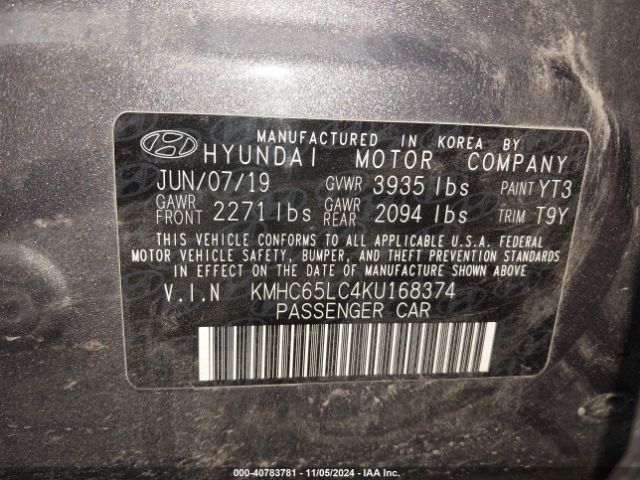 MANUFACTURED IN KOREA BY
HYUNDAI MOTOR COMPANY
JUN/07/19 GVWR 3935 lbs PAINT YT3
GAWR FRONT 2271 lbs GAWR REAR 2094 lbs TRIM T9Y
THIS VEHICLE CONFORMS TO ALL APPLICABLE U.S.A. FEDERAL
MOTOR VEHICLE SAFETY, BUMPER, AND THEFT PREVENTION STANDARDS
IN EFFECT ON THE DATE OF MANUFACTURE SHOWN ABOVE
V.I.N KMHC65LC4KU168374
PASSENGER CAR
000-40783781 - 11/05/2024 - IAA Inc.